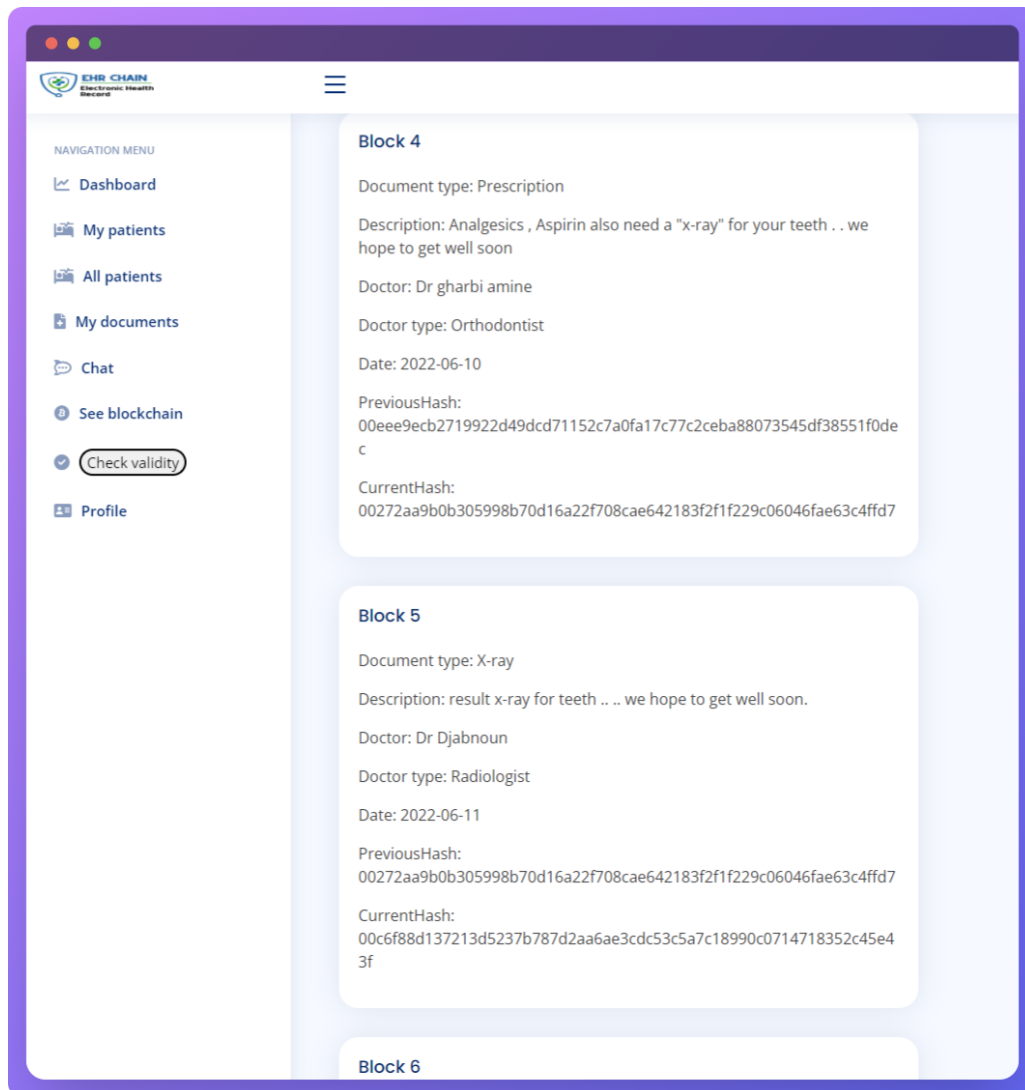 EHR CHAIN
Electronic Health
Record
NAVIGATION MENU
Dashboard
My patients
All patients
My documents
Chat
See blockchain
Check validity
Profile
Block 4
Document type: Prescription
Description: Analgesics , Aspirin also need a "x-ray" for your teeth . . we
hope to get well soon
Doctor: Dr gharbi amine
Doctor type: Orthodontist
Date: 2022-06-10
PreviousHash:
00eee9ecb2719922d49dcd71152c7a0fa17c77c2ceba88073545df38551f0de
c
CurrentHash:
00272aa9b0b305998b70d16a22f708cae642183f2f1f229c06046fae63c4ffd7
Block 5
Document type: X-ray
Description: result x-ray for teeth .. .. we hope to get well soon.
Doctor: Dr Djabnoun
Doctor type: Radiologist
Date: 2022-06-11
PreviousHash:
00272aa9b0b305998b70d16a22f708cae642183f2f1f229c06046fae63c4ffd7
CurrentHash:
00c6f88d137213d5237b787d2aa6ae3cdc53c5a7c18990c0714718352c45e4
3f
Block 6